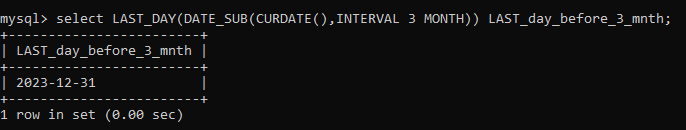 mysql> select LAST_DAY(DATE_SUB(CURDATE(),INTERVAL 3 MONTH)) LAST_day_before_3_mnth;
+------------------------+
| LAST_day_before_3_mnth |
+------------------------+
| 2023-12-31             |
+------------------------+
1 row in set (0.00 sec)